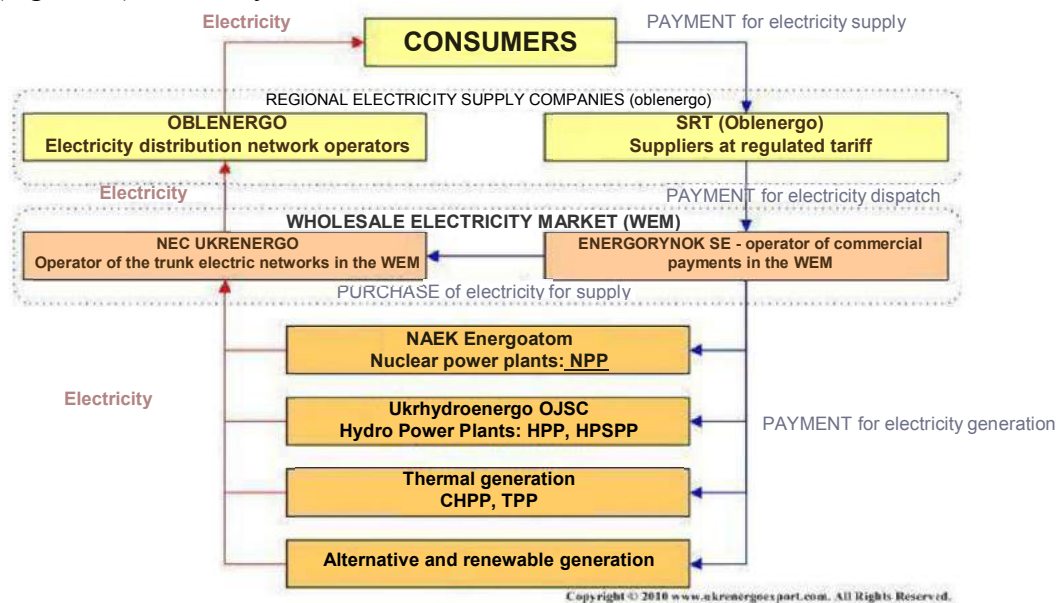 Electricity
CONSUMERS
PAYMENT for electricity supply
REGIONAL ELECTRICITY SUPPLY COMPANIES (oblenergo)
OBLENERGO
Electricity distribution network operators
SRT (Oblenergo)
Suppliers at regulated tariff
Electricity
PAYMENT for electricity dispatch
WHOLESALE ELECTRICITY MARKET (WEM)
NEC UKRENERGO
Operator of the trunk electric networks in the WEM
ENERGORYNOK SE - operator of commercial
payments in the WEM
PURCHASE of electricity for supply
NAEK Energoatom
Nuclear power plants: NPP
Electricity
Ukrhydroenergo OJSC
Hydro Power Plants: HPP, HPSPP
PAYMENT for electricity generation
Thermal generation
CHPP, TPP
Alternative and renewable generation
Copyright © 2010 www.ukrenergoexport.com. All Rights Reserved.